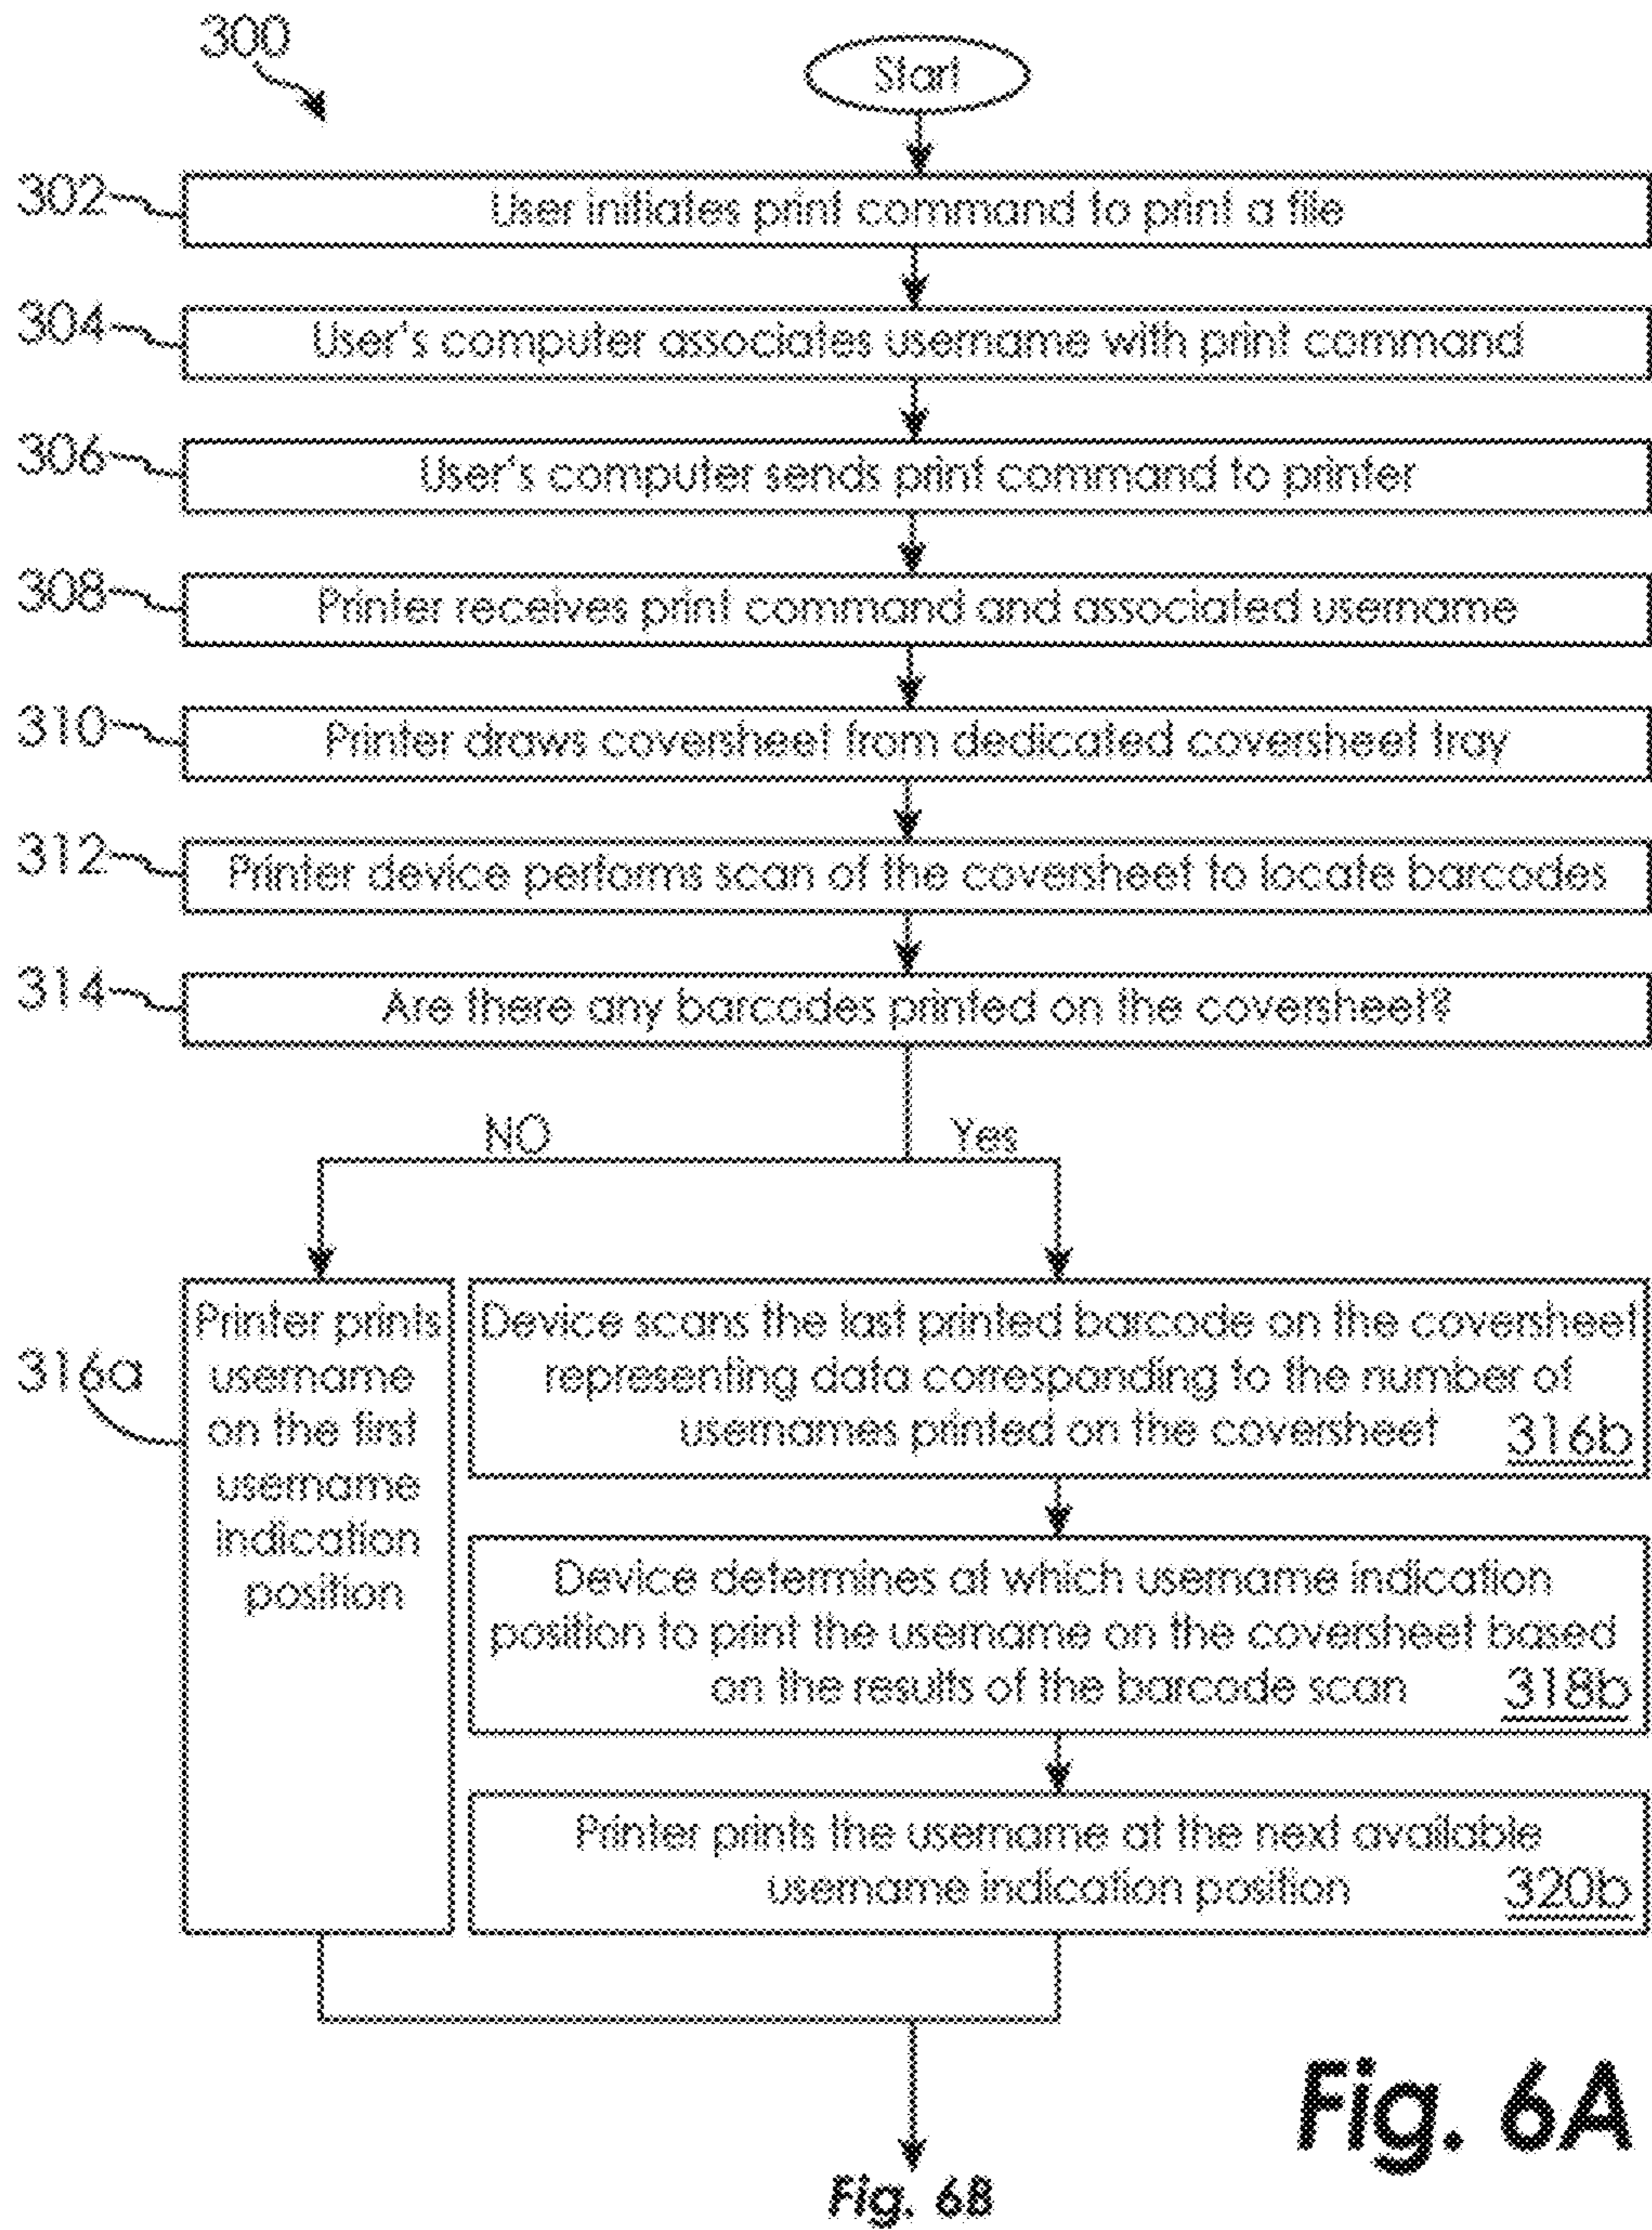 300
Start
302
User initiates print command to print a file
304
User's computer associates username with print command
306
User's computer sends print command to printer
308
Printer receives print command and associated username
310
Printer draws coversheet from dedicated coversheet tray
312
Printer device performs scan of the coversheet to locate barcodes
314
Are there any barcodes printed on the coversheet?
NO
Yes
316a
Printer prints
username
on the first
username
indication
position
Device scans the last printed barcode on the coversheet
representing data corresponding to the number of
usernames printed on the coversheet 316b
Device determines at which username indication
position to print the username on the coversheet based
on the results of the barcode scan 318b
Printer prints the username at the next available
username indication position 320b
Fig. 6A
Fig. 6B